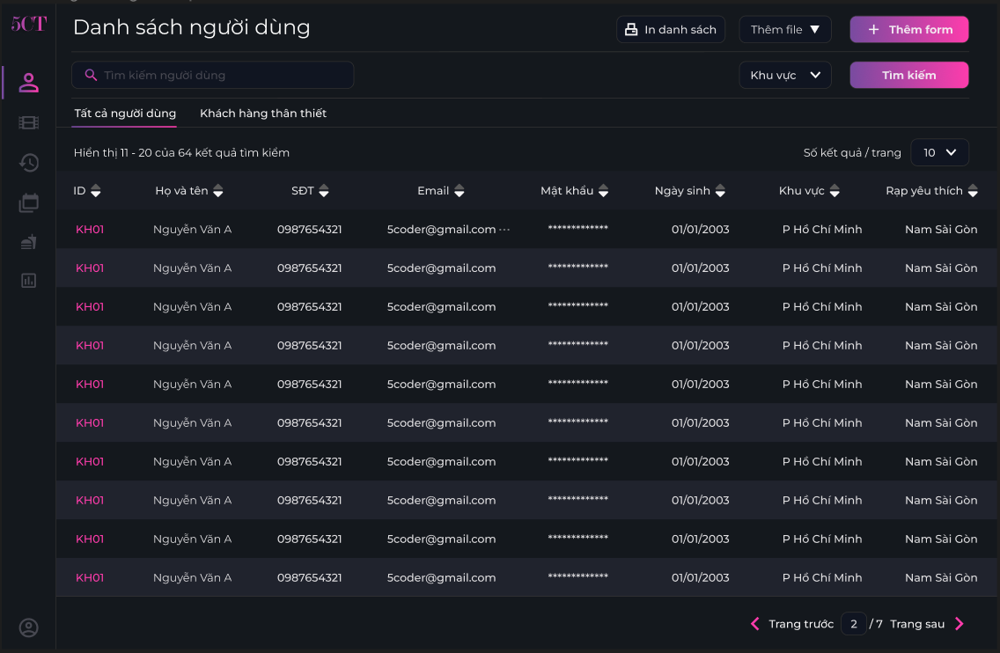 5CT
Danh sách người dùng
In danh sách
Thêm file
Thêm form
Tìm kiếm người dùng
Khu vực
Tìm kiếm
Tất cả người dùng
Khách hàng thân thiết
Hiển thị 11 - 20 của 64 kết quả tìm kiếm
Số kết quả / trang 10
ID Họ và tên SĐT Email Mật khẩu Ngày sinh Khu vực Rạp yêu thích
KH01 Nguyễn Văn A 0987654321 5coder@gmail.com ··· ************* 01/01/2003 P Hồ Chí Minh Nam Sài Gòn
KH01 Nguyễn Văn A 0987654321 5coder@gmail.com ************* 01/01/2003 P Hồ Chí Minh Nam Sài Gòn
KH01 Nguyễn Văn A 0987654321 5coder@gmail.com ************* 01/01/2003 P Hồ Chí Minh Nam Sài Gòn
KH01 Nguyễn Văn A 0987654321 5coder@gmail.com ************* 01/01/2003 P Hồ Chí Minh Nam Sài Gòn
KH01 Nguyễn Văn A 0987654321 5coder@gmail.com ************* 01/01/2003 P Hồ Chí Minh Nam Sài Gòn
KH01 Nguyễn Văn A 0987654321 5coder@gmail.com ************* 01/01/2003 P Hồ Chí Minh Nam Sài Gòn
KH01 Nguyễn Văn A 0987654321 5coder@gmail.com ************* 01/01/2003 P Hồ Chí Minh Nam Sài Gòn
KH01 Nguyễn Văn A 0987654321 5coder@gmail.com ************* 01/01/2003 P Hồ Chí Minh Nam Sài Gòn
KH01 Nguyễn Văn A 0987654321 5coder@gmail.com ************* 01/01/2003 P Hồ Chí Minh Nam Sài Gòn
KH01 Nguyễn Văn A 0987654321 5coder@gmail.com ************* 01/01/2003 P Hồ Chí Minh Nam Sài Gòn
Trang trước 2 / 7 Trang sau